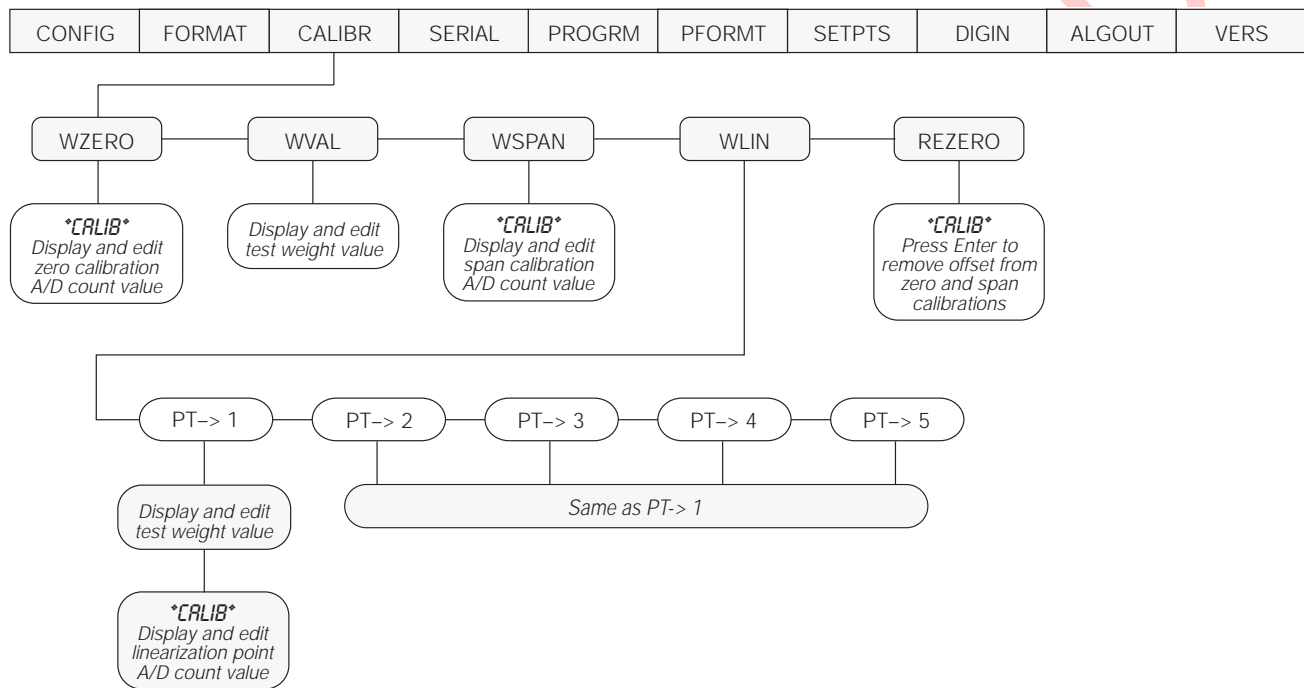 CONFIG FORMAT CALIBR SERIAL PROGRM PFORMT SETPTS DIGIN ALGOUT VERS
WZERO WVAL WSPAN WLIN REZERO
*CALIB*
Display and edit
zero calibration
A/D count value
Display and edit
test weight value
*CALIB*
Display and edit
span calibration
A/D count value
*CALIB*
Press Enter to
remove offset from
zero and span
calibrations
PT–> 1 PT–> 2 PT–> 3 PT–> 4 PT–> 5
Display and edit
test weight value
Same as PT-> 1
*CALIB*
Display and edit
linearization point
A/D count value